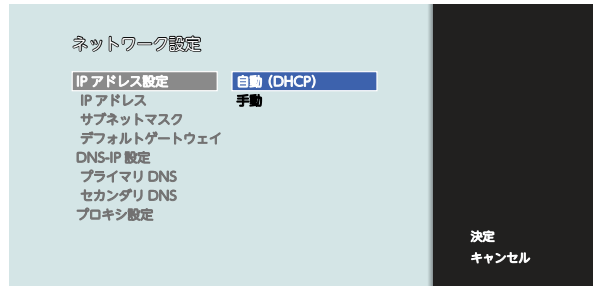 ネットワーク設定
IP アドレス設定 自動（DHCP）
IP アドレス 手動
サブネットマスク
デフォルトゲートウェイ
DNS-IP 設定
プライマリ DNS
セカンダリ DNS
プロキシ設定
決定
キャンセル